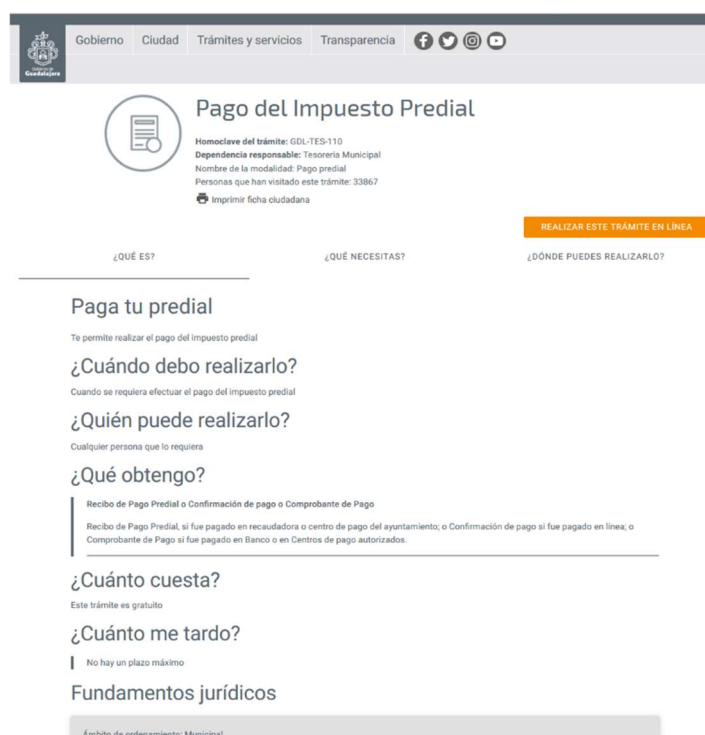 Gobierno Ciudad Trámites y servicios Transparencia
Gobierno de
Guadalajara
Pago del Impuesto Predial
Homoclave del trámite: GDL-TES-110
Dependencia responsable: Tesoreria Municipal
Nombre de la modalidad: Pago predial
Personas que han visitado este trámite: 33867
Imprimir ficha ciudadana
REALIZAR ESTE TRÁMITE EN LÍNEA
¿QUÉ ES? ¿QUÉ NECESITAS? ¿DÓNDE PUEDES REALIZARLO?
Paga tu predial
Te permite realizar el pago del impuesto predial
¿Cuándo debo realizarlo?
Cuando se requiera efectuar el pago del impuesto predial
¿Quién puede realizarlo?
Cualquier persona que lo requiera
¿Qué obtengo?
Recibo de Pago Predial o Confirmación de pago o Comprobante de Pago
Recibo de Pago Predial, si fue pagado en recaudadora o centro de pago del ayuntamiento; o Confirmación de pago si fue pagado en línea; o
Comprobante de Pago si fue pagado en Banco o en Centros de pago autorizados.
¿Cuánto cuesta?
Este trámite es gratuito
¿Cuánto me tardo?
No hay un plazo máximo
Fundamentos jurídicos
Ámbito de ordenamiento: Municipal